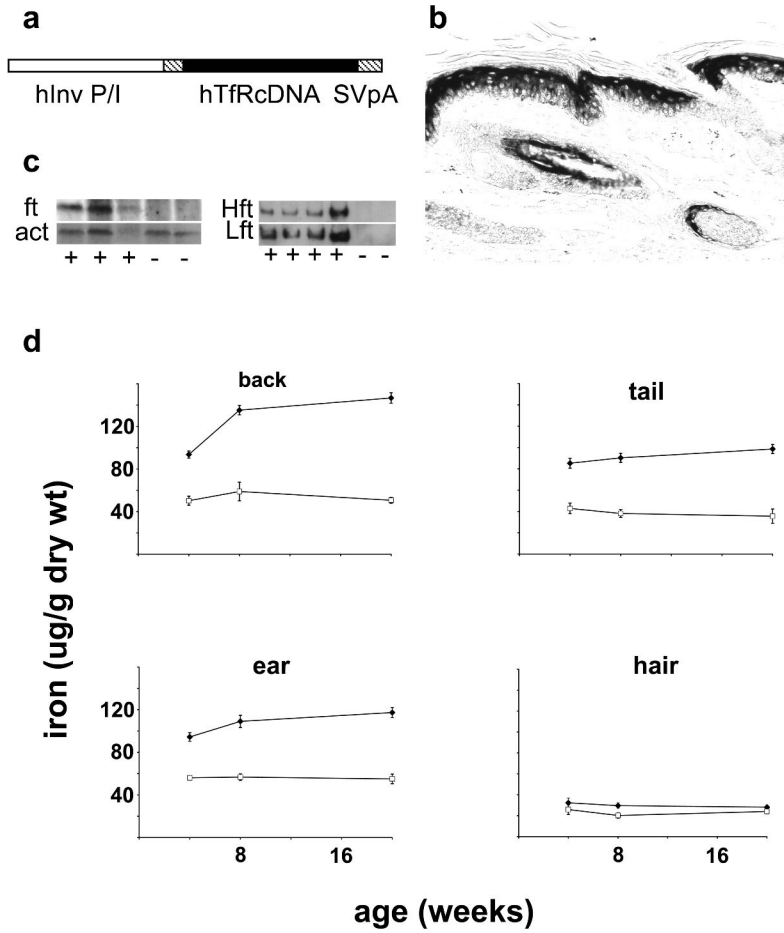 a
hInv P/I hTfRcDNA SVpA
b
c
ft
act
+ + + - -
Hft
Lft
+ + + + - -
d
iron (ug/g dry wt)
back
120
80
40
tail
ear
120
80
40
8 16
hair
8 16
age (weeks)